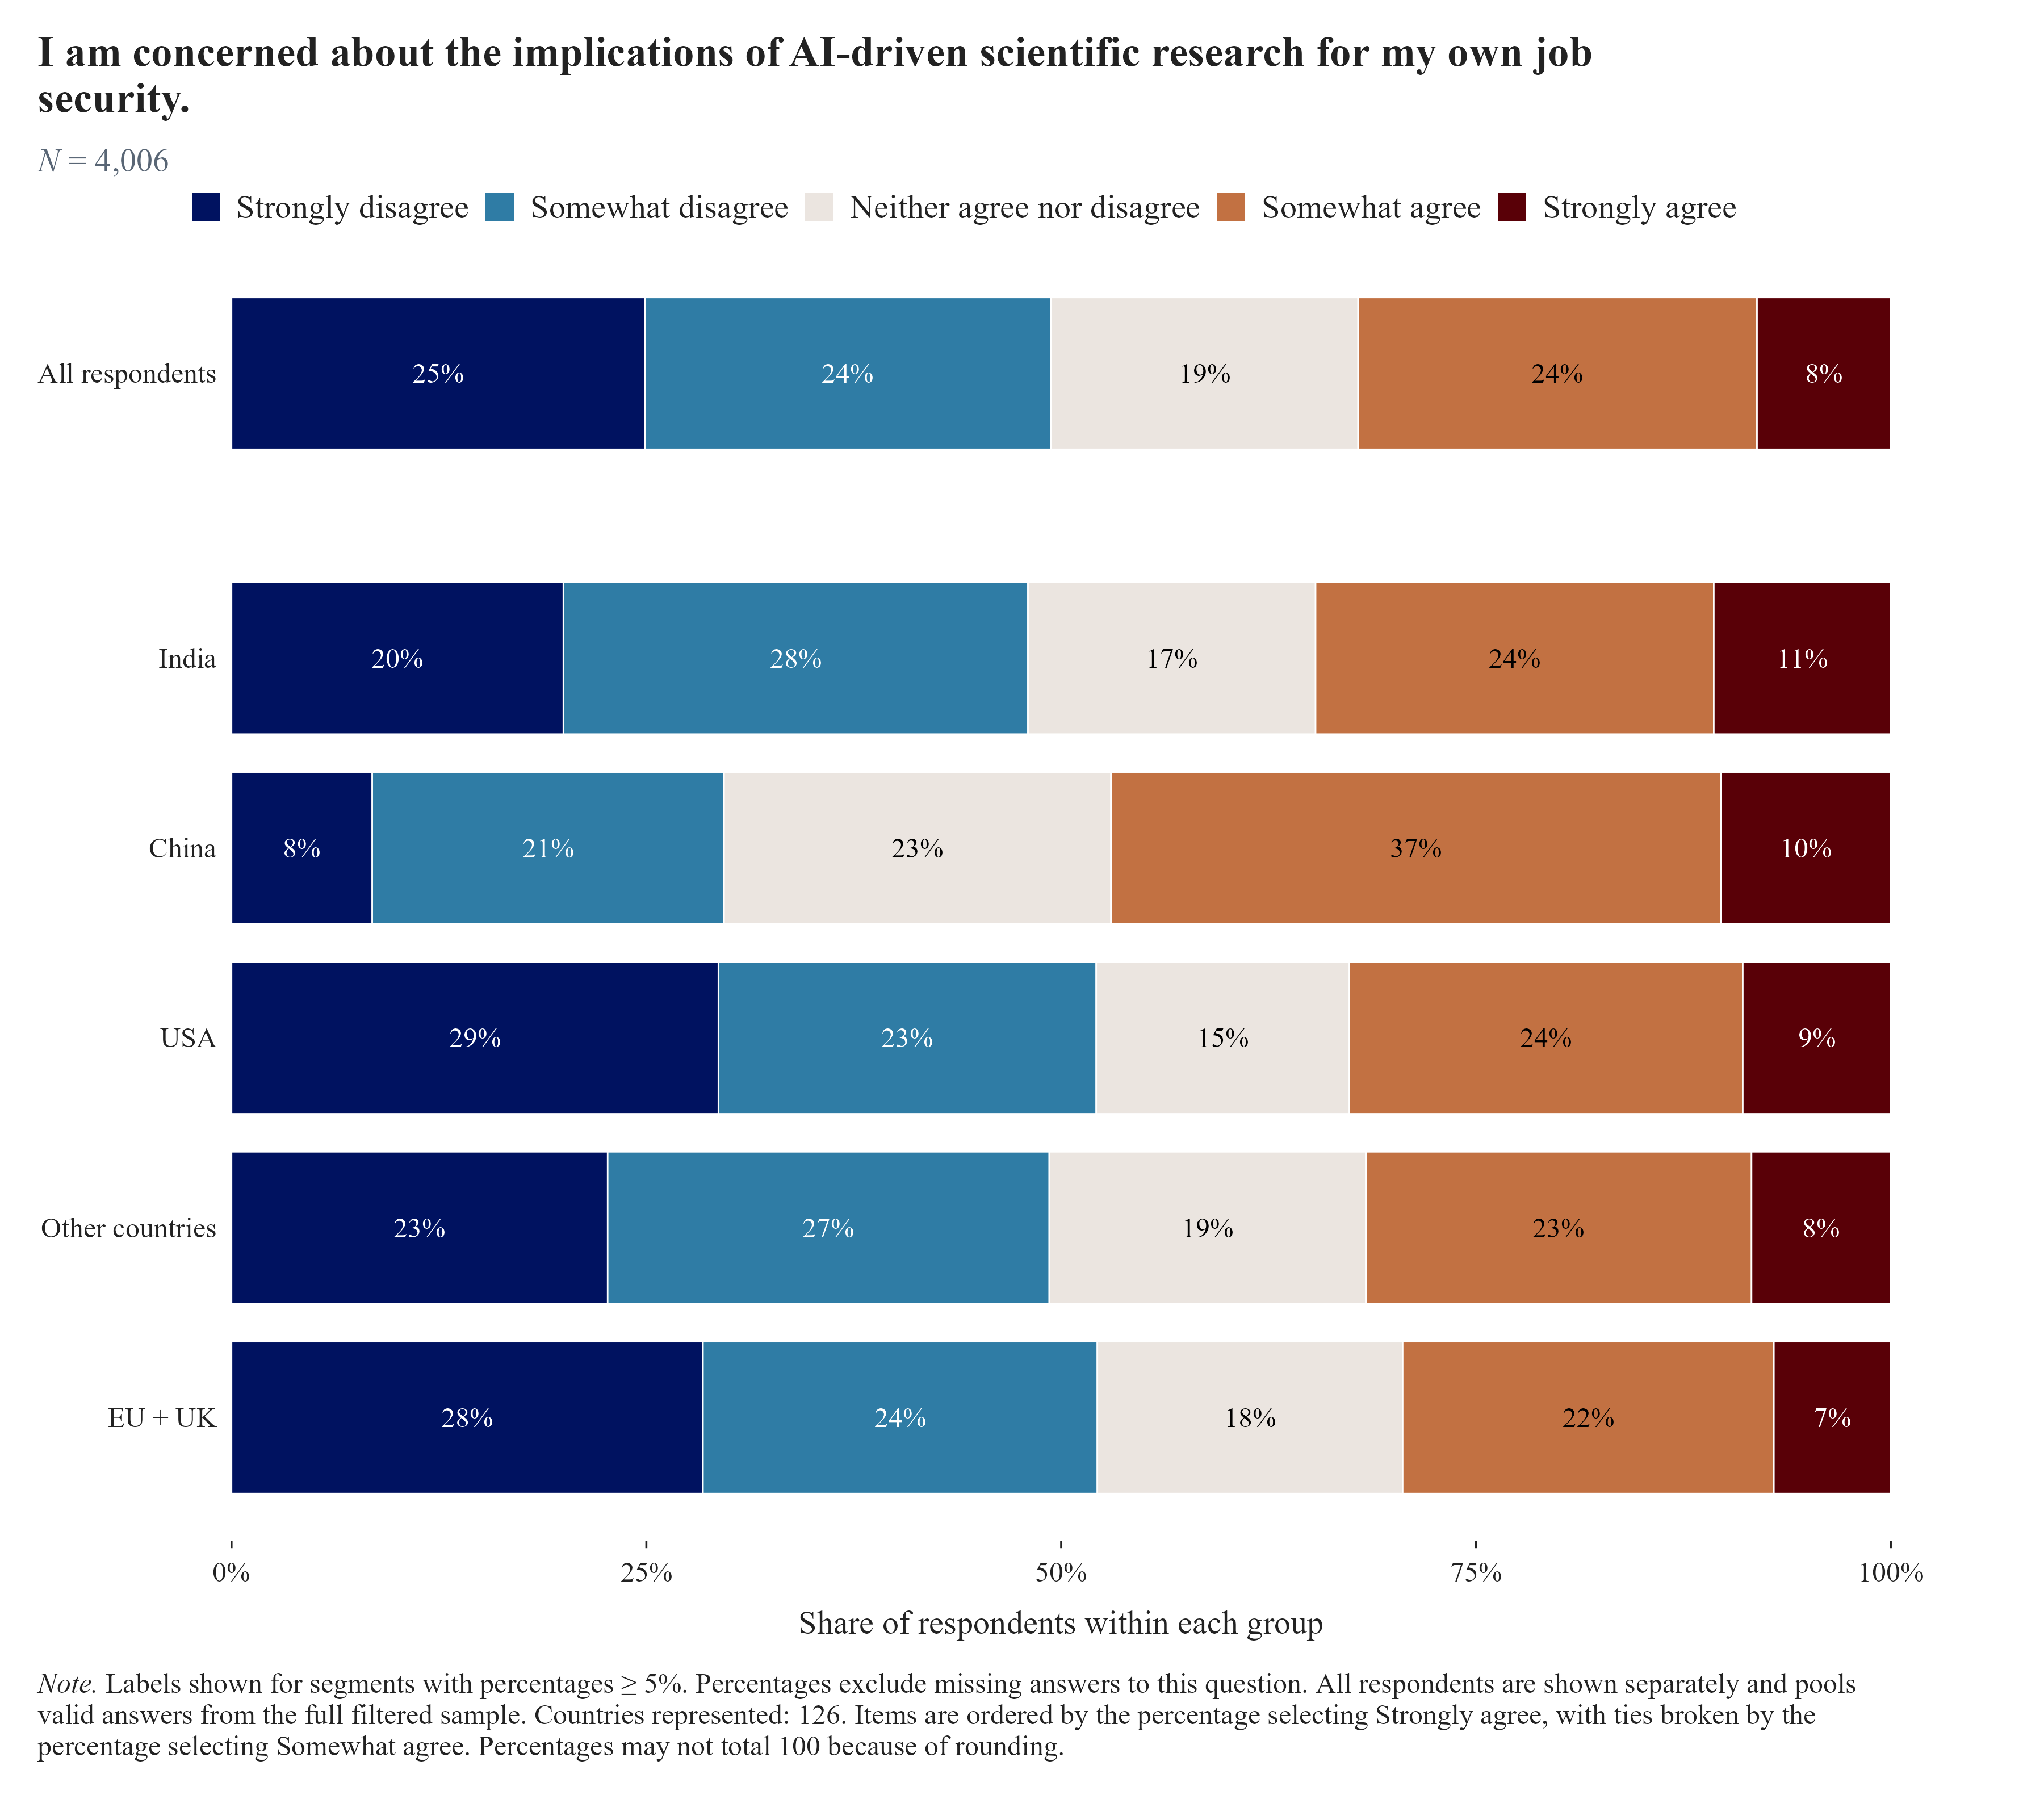 I am concerned about the implications of AI-driven scientific research for my own job
security.
N = 4,006
Strongly disagree Somewhat disagree Neither agree nor disagree Somewhat agree Strongly agree
All respondents 25% 24% 19% 24% 8%
India 20% 28% 17% 24% 11%
China 8% 21% 23% 37% 10%
USA 29% 23% 15% 24% 9%
Other countries 23% 27% 19% 23% 8%
EU + UK 28% 24% 18% 22% 7%
0% 25% 50% 75% 100%
Share of respondents within each group
Note. Labels shown for segments with percentages ≥ 5%. Percentages exclude missing answers to this question. All respondents are shown separately and pools
valid answers from the full filtered sample. Countries represented: 126. Items are ordered by the percentage selecting Strongly agree, with ties broken by the
percentage selecting Somewhat agree. Percentages may not total 100 because of rounding.